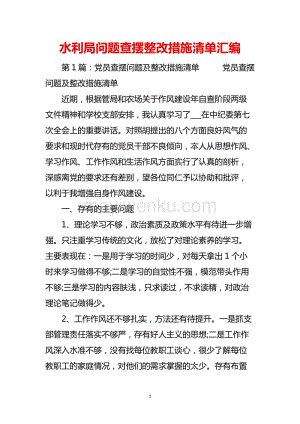 水利局问题查摆整改措施清单汇编
第1篇：党员查摆问题及整改措施清单 党员查摆
问题及整改措施清单
近期，根据管局和农场关于作风建设年自查阶段两级
文件精神和学校支部安排，我认真学习了__在中纪委第七
次全会上的重要讲话。对照胡提出的八个方面良好风气的
要求和现时代存有的党员干部不良倾向，本人从思想作风、
学习作风、工作作风和生活作风方面实行了认真的剖析，
深感离党的要求还有差别，望各位同仁予以协助和批评，
以利于我增强自身作风建设。
一、存有的主要问题
1、理论学习不够，政治素质及政策水平有待进一步增
强。只注重学习传统的文化，放松了对理论素养的学习。
主要表现在：一是用于学习的时间少，对每天拿出 1 个小
时来学习做得不够；二是学习的自觉性不强，模范带头作用
不够；三是学习的内容肤浅，只求读过，不求读精，对政治
理论笔记做得少。
2、工作作风还不够扎实，方法还有待提升。一是抓支
部管理责任落实不够严，存有好人主义的思想;二是工作作
风深入水准不够，没有找每位教职工谈心，很少了解每位
教职工的家庭情况，对他们的需求掌握的太少。存有布置
1